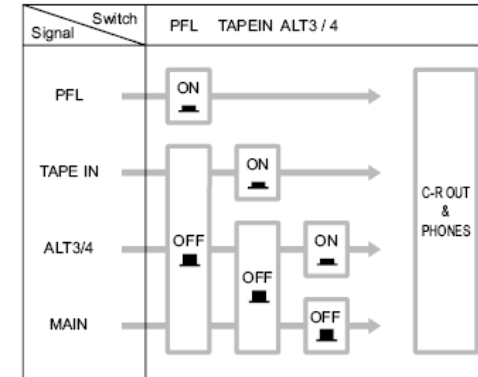 Switch
Signal
PFL TAPEIN ALT3 / 4
PFL
ON
TAPE IN
ON
C-R OUT
&
PHONES
ALT3/4
OFF
ON
OFF
MAIN
OFF